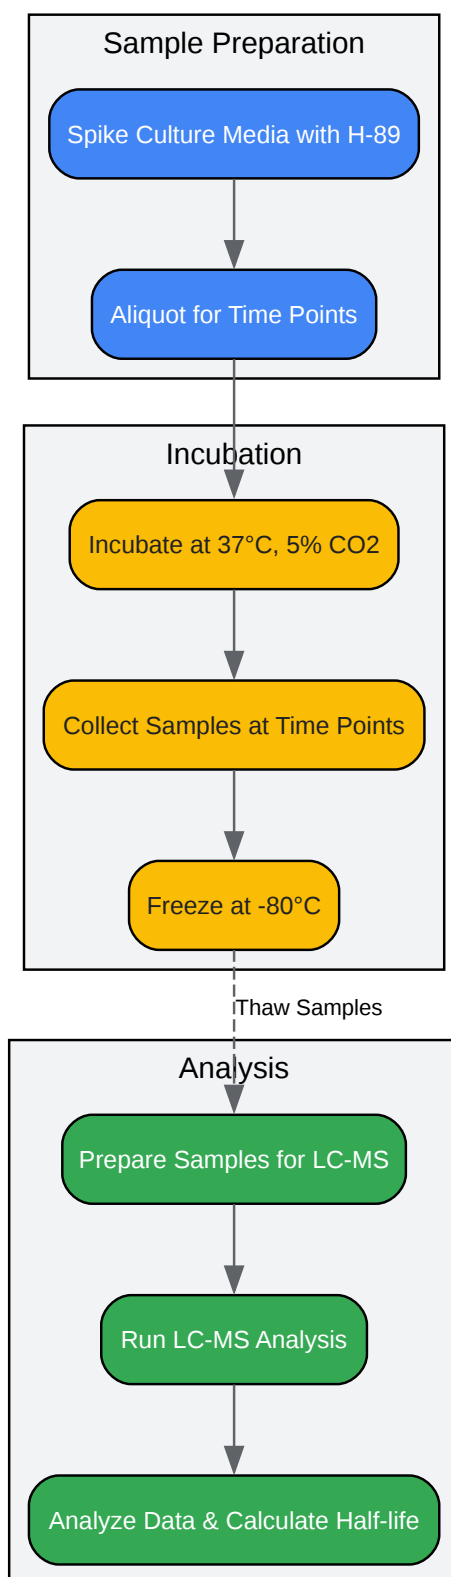 Sample Preparation
Spike Culture Media with H-89
Aliquot for Time Points
Incubation
Incubate at 37°C, 5% CO2
Collect Samples at Time Points
Freeze at -80°C
Thaw Samples
Analysis
Prepare Samples for LC-MS
Run LC-MS Analysis
Analyze Data & Calculate Half-life